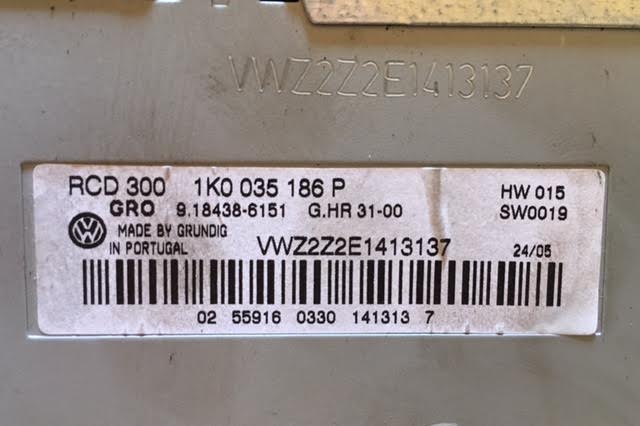 VWZ2Z2E1413137
RCD 300 1K0 035 186 P HW 015
GRO 9.18438-6151 G.HR 31-00 SW0019
MADE BY GRUNDIG
IN PORTUGAL VWZ2Z2E1413137 24/05
02 55916 0330 141313 7